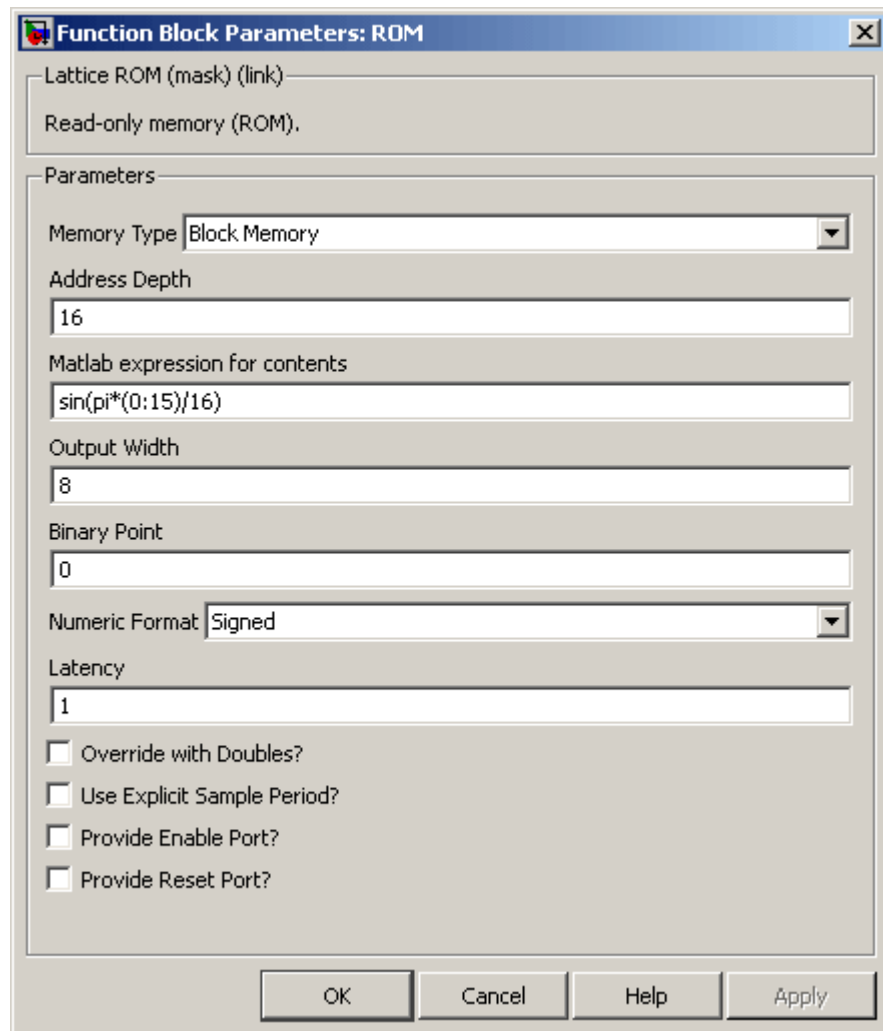 Function Block Parameters: ROM
Lattice ROM (mask) (link)
Read-only memory (ROM).
Parameters
Memory Type Block Memory
Address Depth
16
Matlab expression for contents
sin(pi*(0:15)/16)
Output Width
8
Binary Point
0
Numeric Format Signed
Latency
1
Override with Doubles?
Use Explicit Sample Period?
Provide Enable Port?
Provide Reset Port?
OK Cancel Help Apply